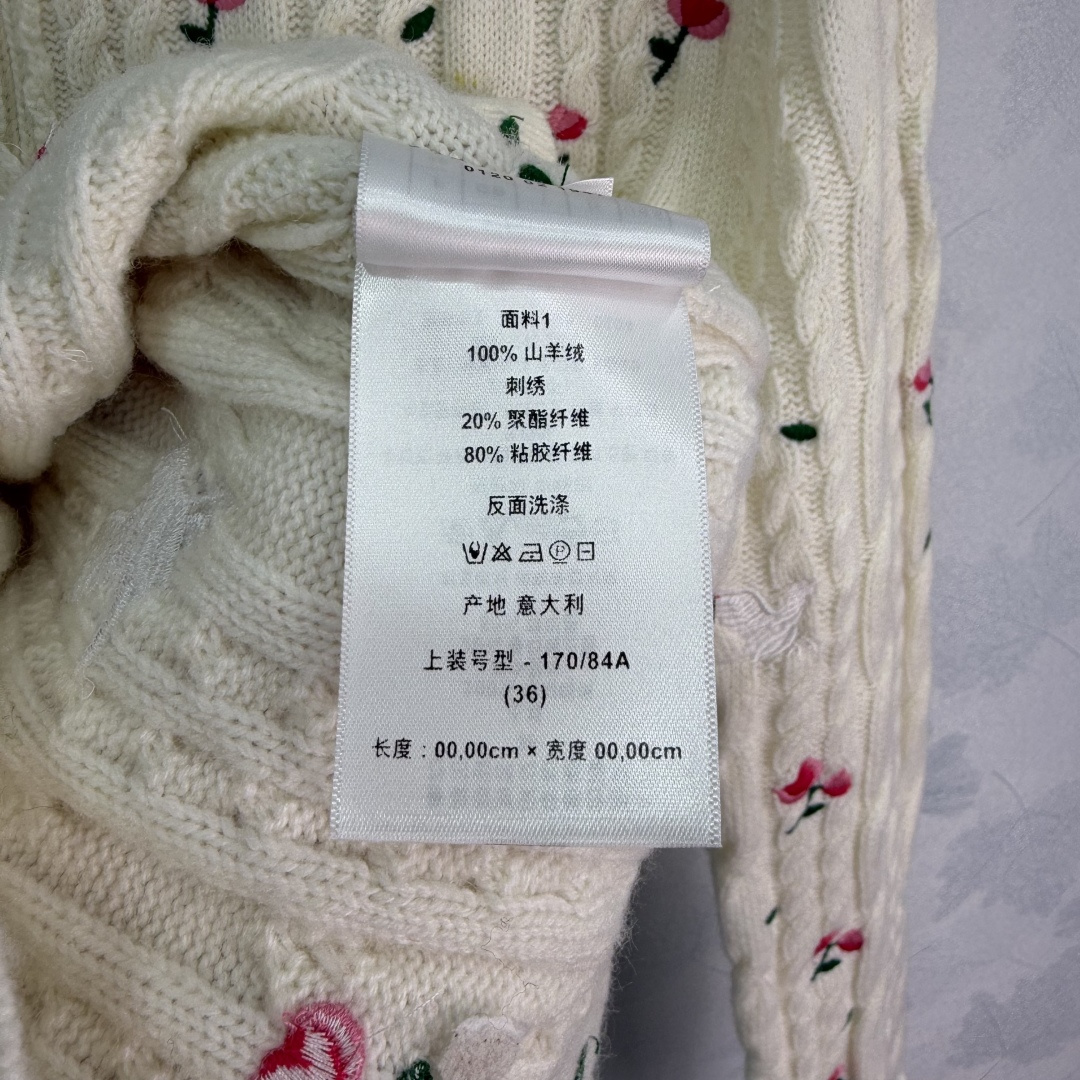 面料1
100% 山羊绒
刺绣
20% 聚酯纤维
80% 粘胶纤维
反面洗涤
产地 意大利
上装号型 - 170/84A
(36)
长度：00,00cm × 宽度 00,00cm